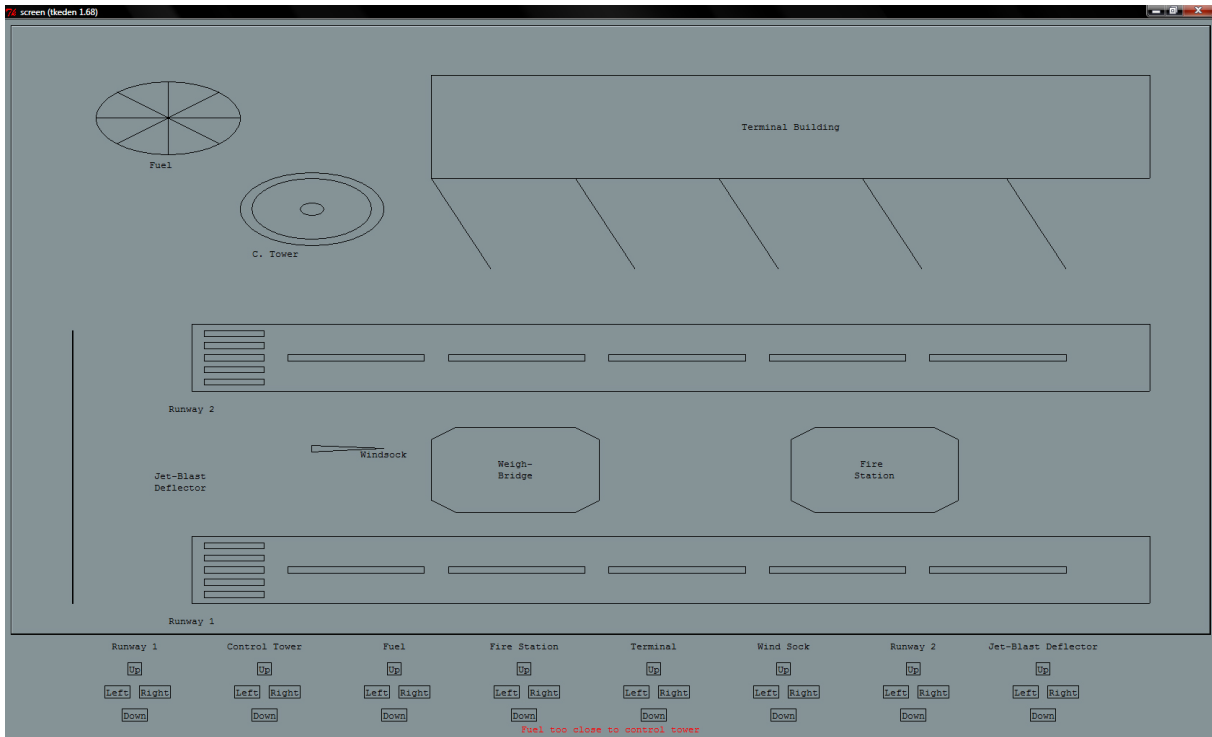 screen (tkeden 1.68)
Terminal Building
Fuel
C. Tower
Runway 2
Windsock
Weigh-
Bridge
Fire
Station
Jet-Blast
Deflector
Runway 1
Runway 1 Control Tower Fuel Fire Station Terminal Wind Sock Runway 2 Jet-Blast Deflector
Up Up Up Up Up Up Up Up
Left Right Left Right Left Right Left Right Left Right Left Right Left Right Left Right
Down Down Down Down Down Down Down Down
Fuel too close to control tower